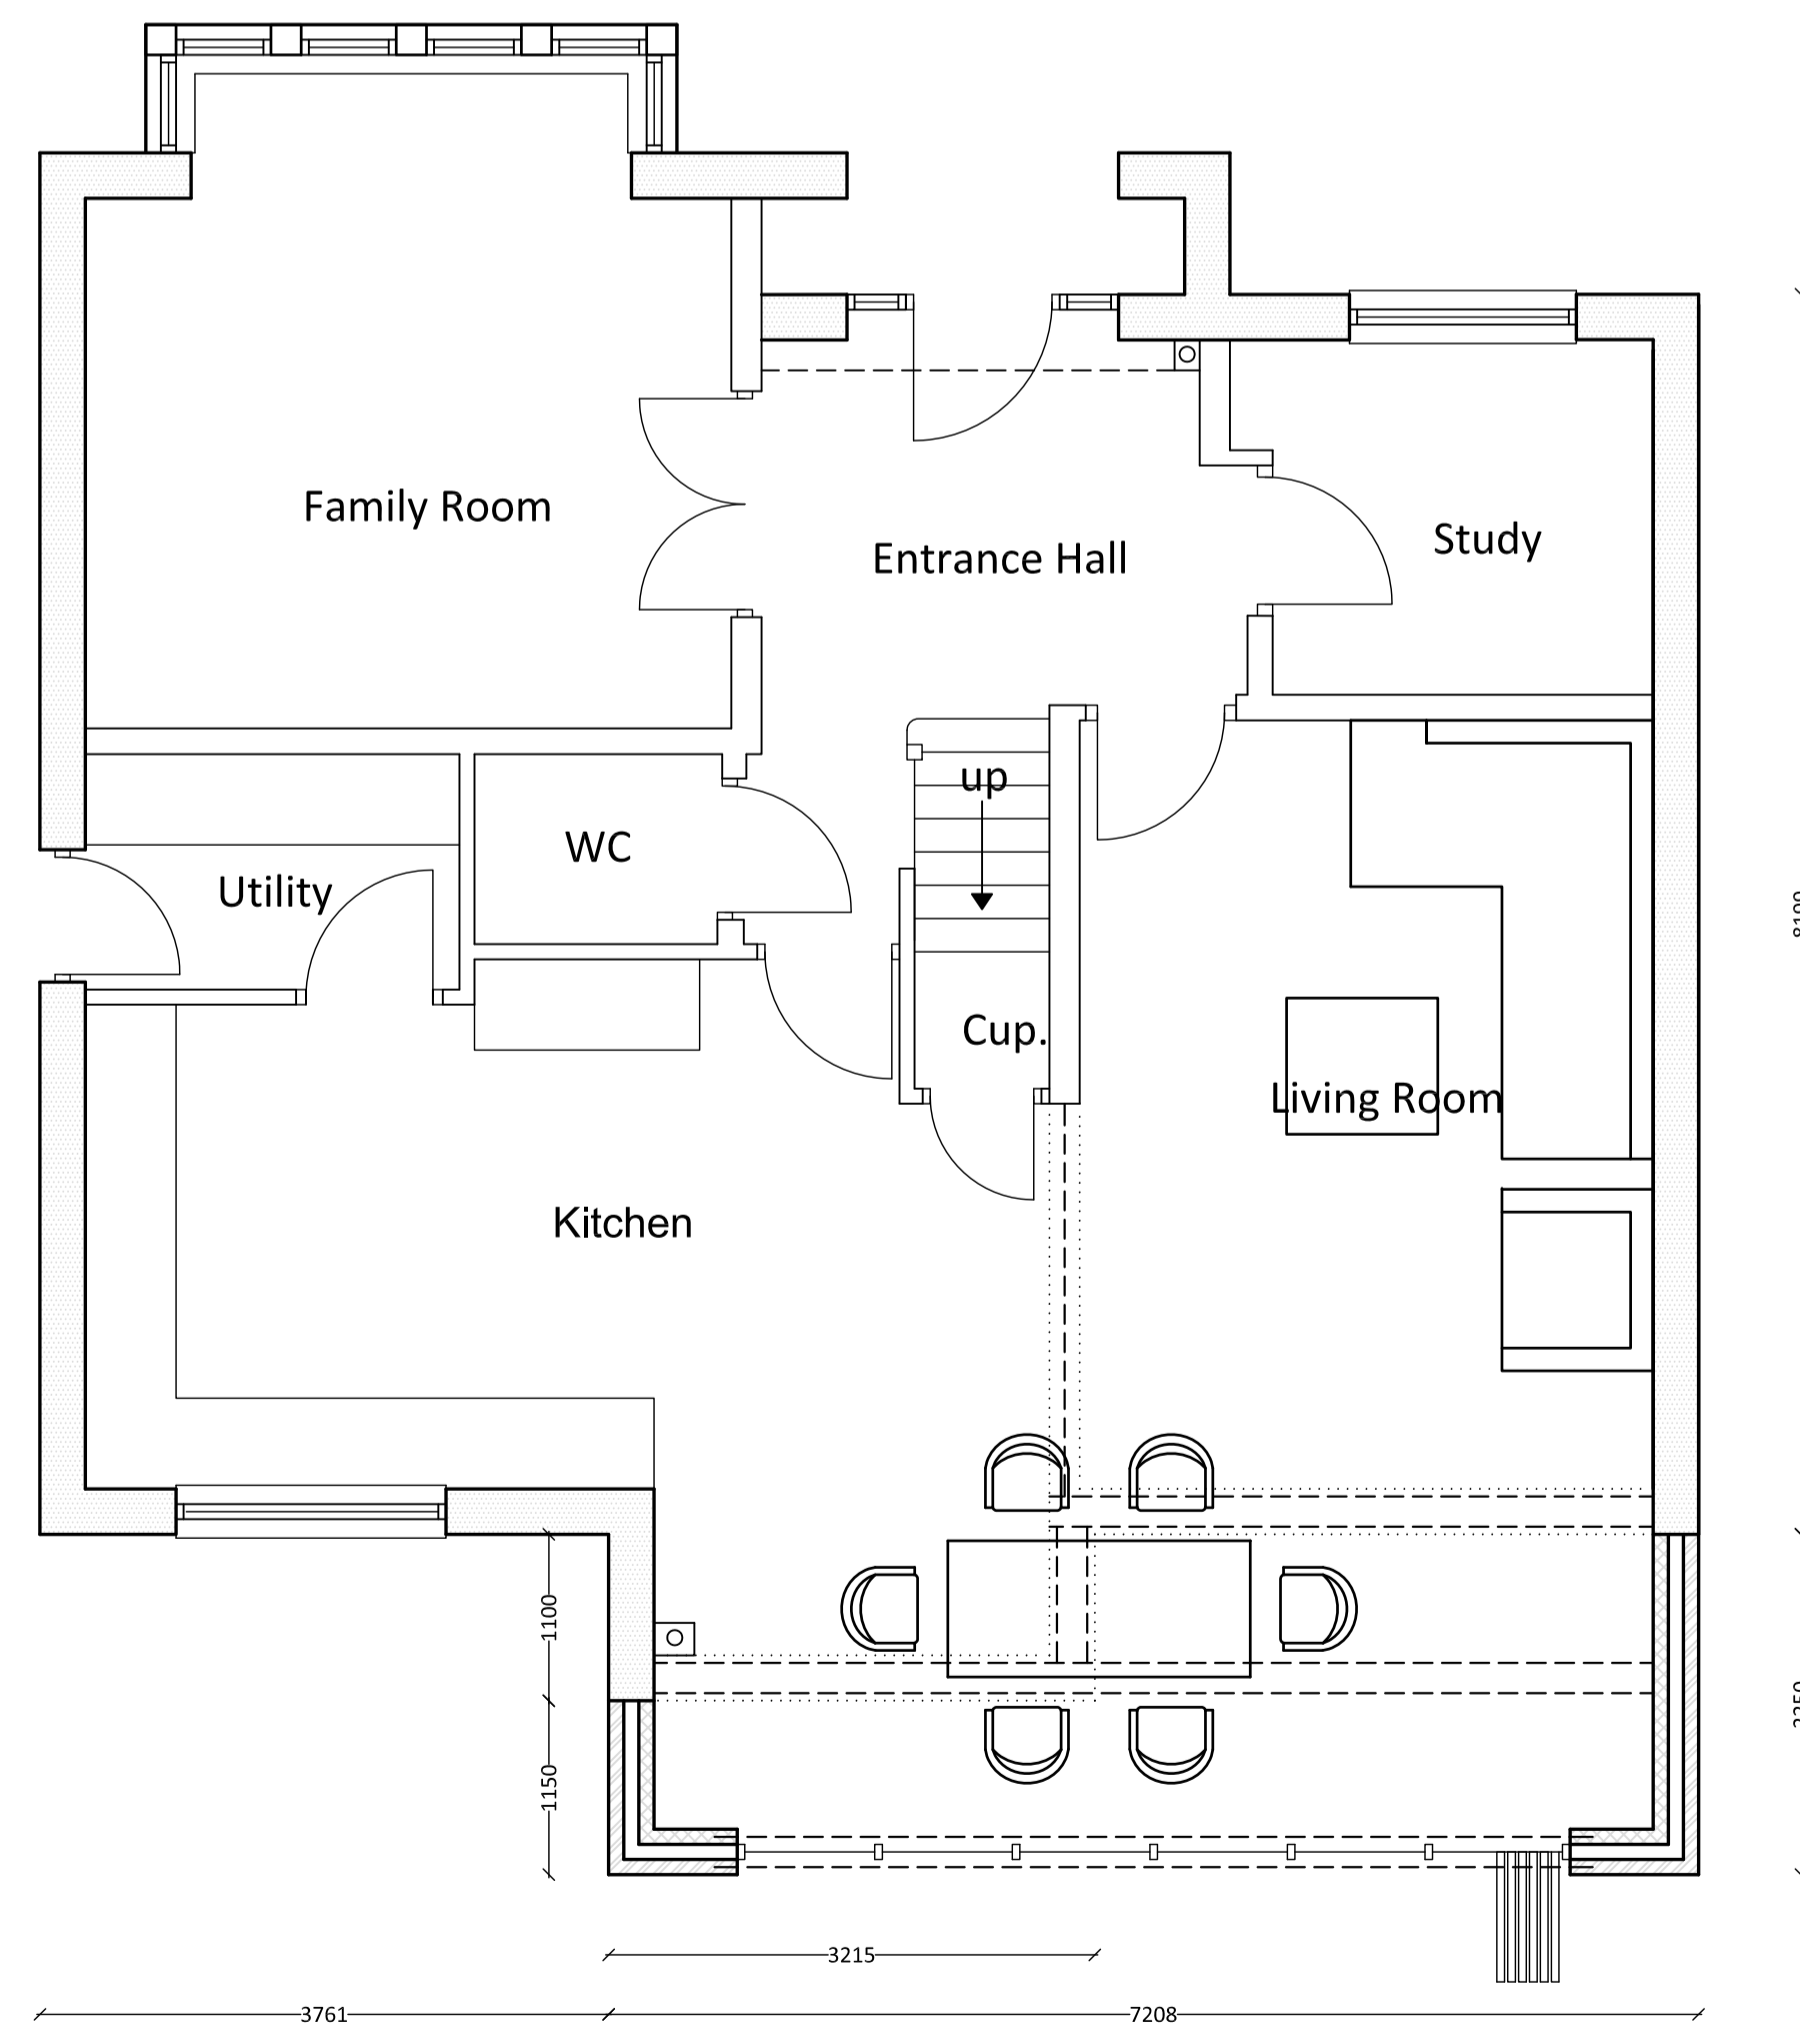 Family Room
Entrance Hall
Study
up
WC
Utility
Cup.
Living Room
Kitchen
1100
1150
3215
3761
7208